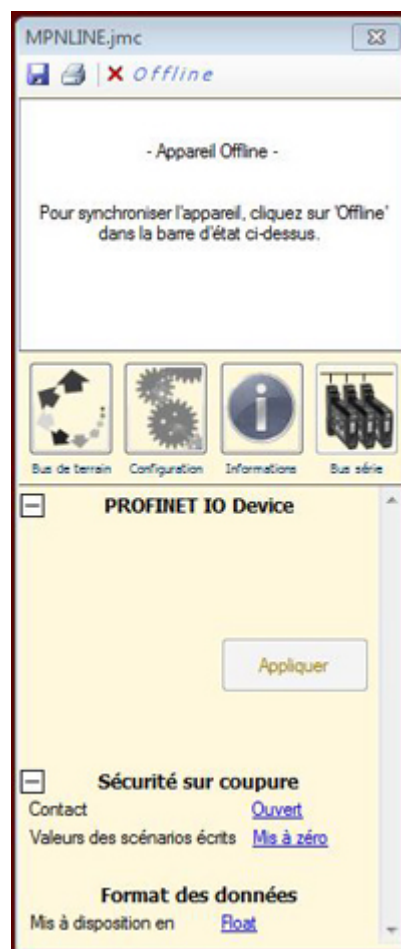 MPNLINE.jmc
Offline
- Appareil Offline -
Pour synchroniser l'appareil, cliquez sur 'Offline'
dans la barre d'état ci-dessus.
Bus de terrain Configuration Informations Bus série
PROFINET IO Device
Appliquer
Sécurité sur coupure
Contact Ouvert
Valeurs des scénarios écrits Mis à zéro
Format des données
Mis à disposition en Float